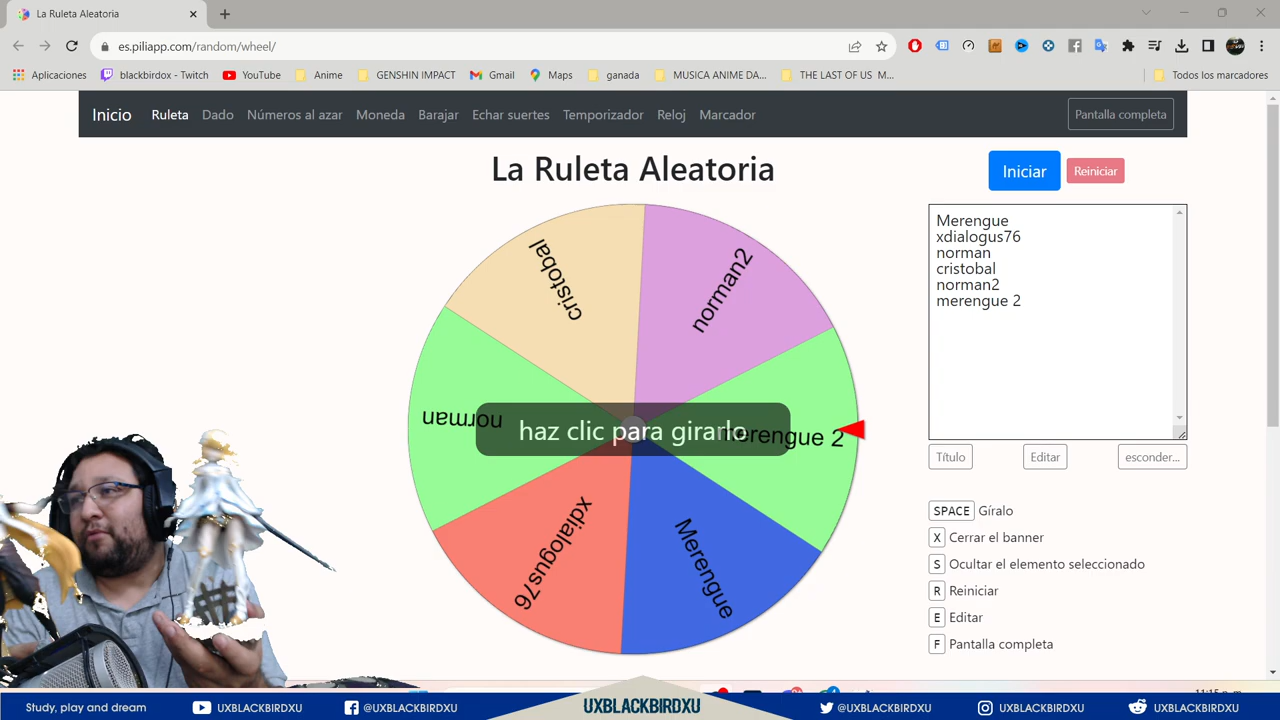 La Ruleta Aleatoria
es.piliapp.com/random/wheel/
Aplicaciones
blackbirdox - Twitch
YouTube
Anime
GENSHIN IMPACT
Gmail
Maps
ganada
MUSICA ANIME DA...
THE LAST OF US M...
Todos los marcadores
Inicio Ruleta Dado Números al azar Moneda Barajar Echar suertes Temporizador Reloj Marcador
Pantalla completa
La Ruleta Aleatoria
Iniciar
Reiniciar
cristobal
norman2
norman
merengue 2
xdialogus76
Merengue
haz clic para girarlo
Merengue
xdialogus76
norman
cristobal
norman2
merengue 2
Título
Editar
esconder...
SPACE Gíralo
X Cerrar el banner
S Ocultar el elemento seleccionado
R Reiniciar
E Editar
F Pantalla completa
Study, play and dream
UXBLACKBIRDXU
@UXBLACKBIRDXU
UXBLACKBIRDXU
@UXBLACKBIRDXU
UXBLACKBIRDXU
UXBLACKBIRDXU